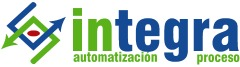 integra
automatización proceso